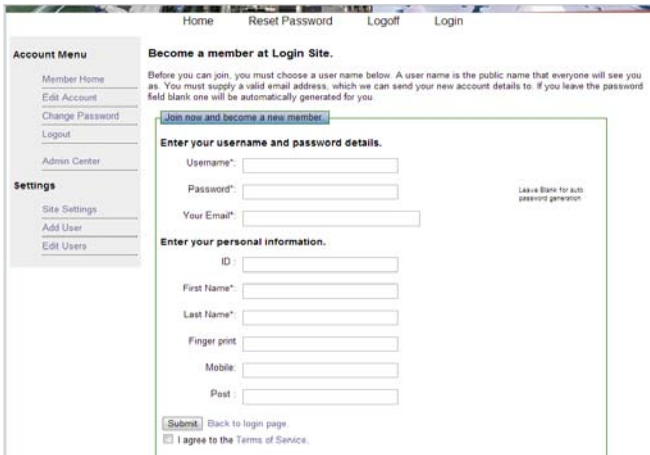 Home Reset Password Logoff Login
Account Menu
Member Home
Edit Account
Change Password
Logout
Admin Center
Settings
Site Settings
Add User
Edit Users
Become a member at Login Site.
Before you can join, you must choose a user name below. A user name is the public name that everyone will see you
as. You must supply a valid email address, which we can send your new account details to. If you leave the password
field blank one will be automatically generated for you.
Join now and become a new member.
Enter your username and password details.
Username*:
Password*:
Leave Blank for auto
password generation
Your Email*:
Enter your personal information.
ID :
First Name*:
Last Name*:
Finger print
Mobile:
Post :
Submit Back to login page.
I agree to the Terms of Service.